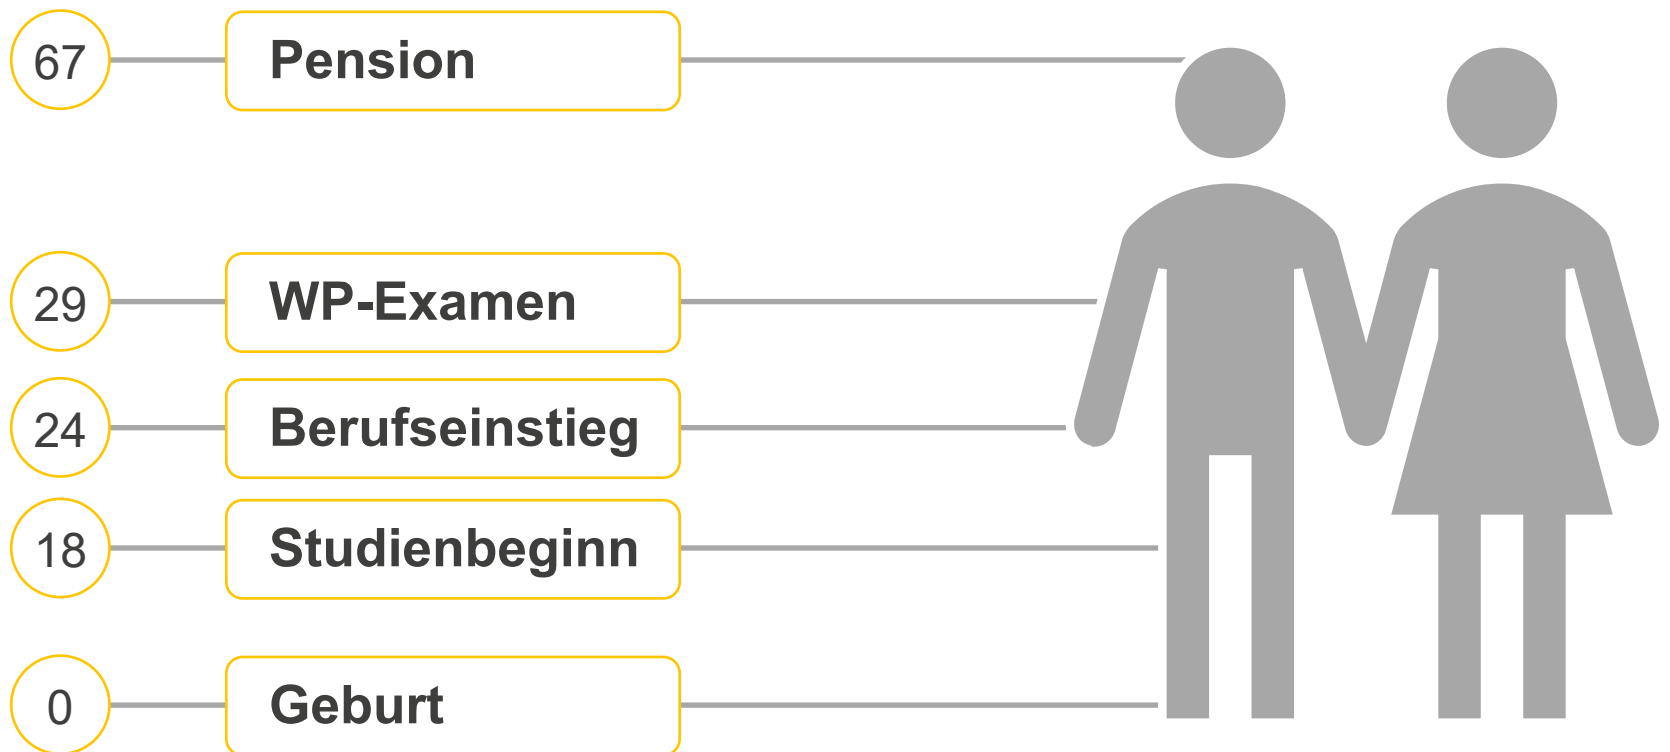 67 Pension
29 WP-Examen
24 Berufseinstieg
18 Studienbeginn
0 Geburt